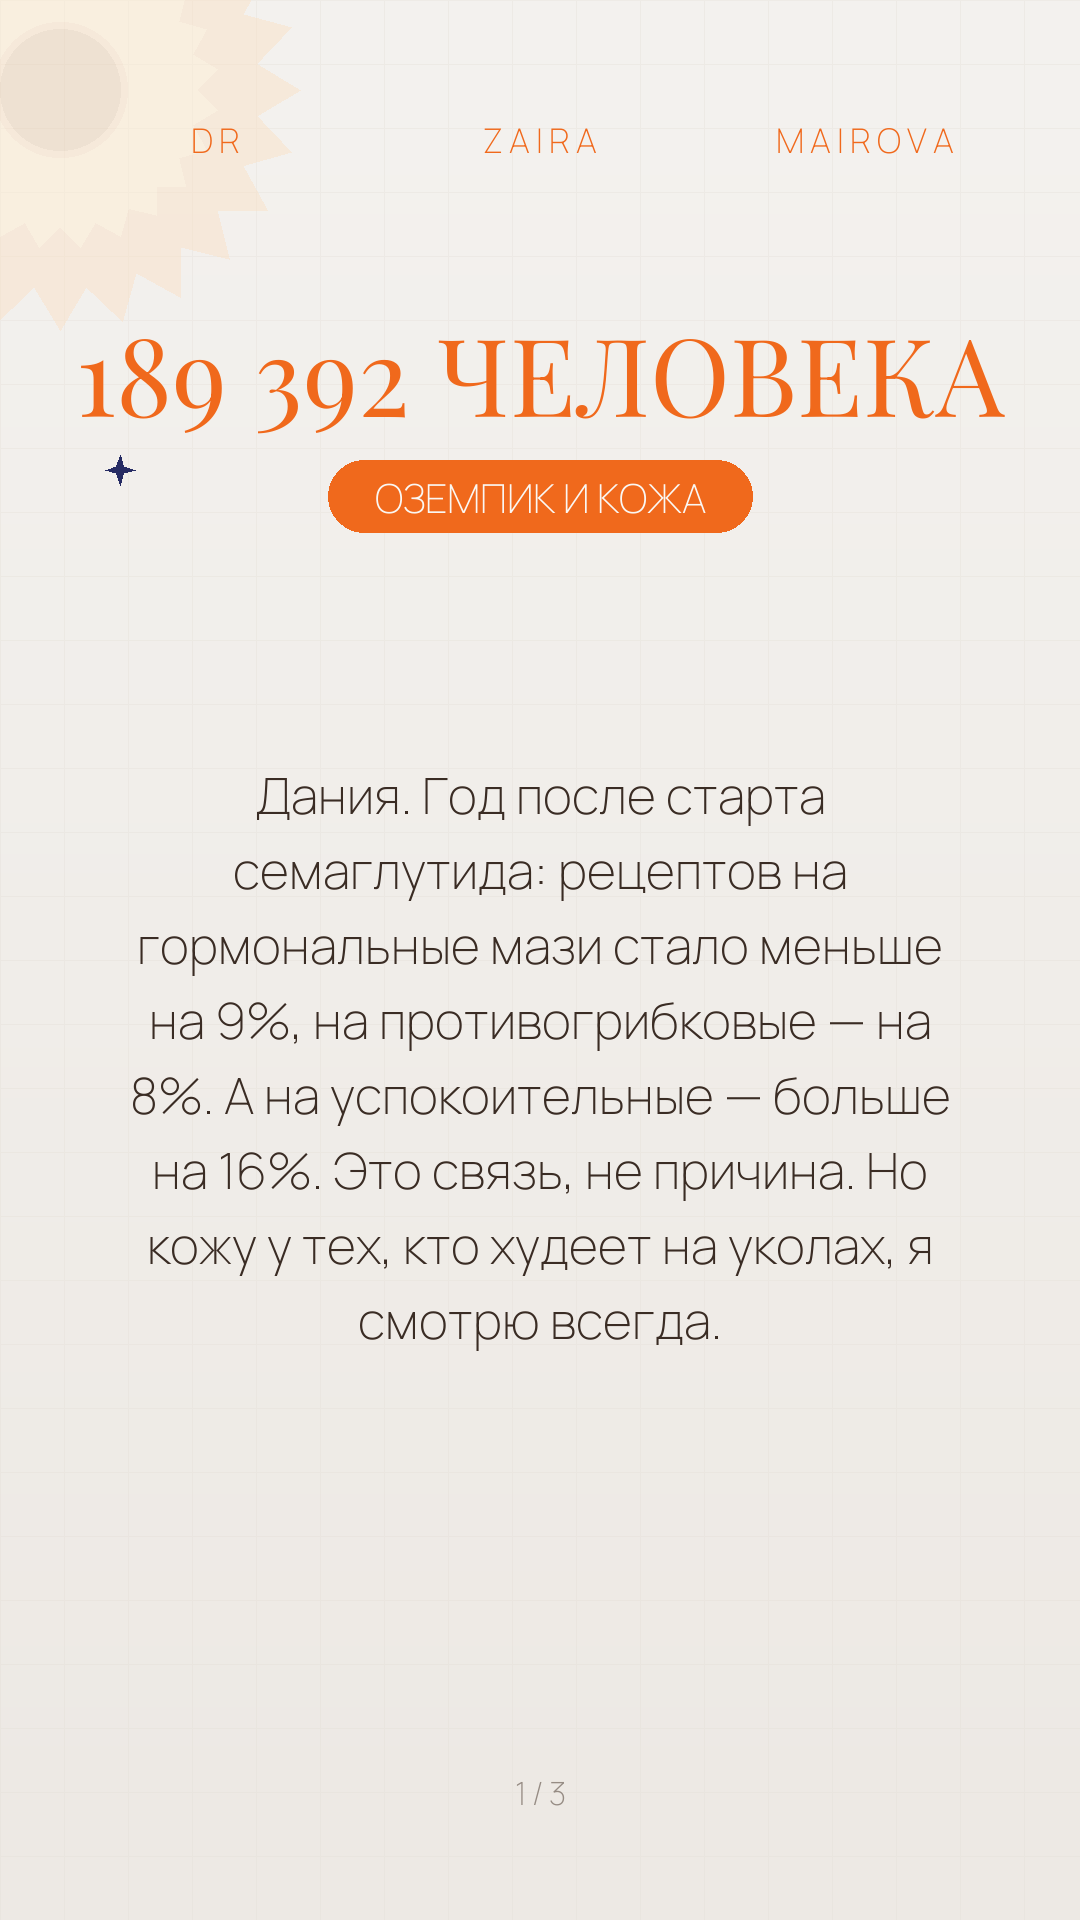 DR ZAIRA MAIROVA
189 392 ЧЕЛОВЕКА
ОЗЕМПИК И КОЖА
Дания. Год после старта
семаглутида: рецептов на
гормональные мази стало меньше
на 9%, на противогрибковые — на
8%. А на успокоительные — больше
на 16%. Это связь, не причина. Но
кожу у тех, кто худеет на уколах, я
смотрю всегда.
1 / 3